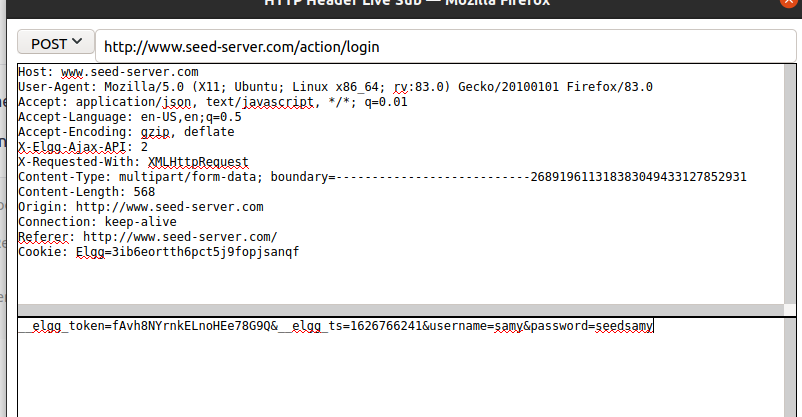 HTTP Header Live Sub — Mozilla Firefox
POST
http://www.seed-server.com/action/login
Host: www.seed-server.com
User-Agent: Mozilla/5.0 (X11; Ubuntu; Linux x86_64; rv:83.0) Gecko/20100101 Firefox/83.0
Accept: application/json, text/javascript, */*; q=0.01
Accept-Language: en-US,en;q=0.5
Accept-Encoding: gzip, deflate
X-Elgg-Ajax-API: 2
X-Requested-With: XMLHttpRequest
Content-Type: multipart/form-data; boundary=---------------------------268919611318383049433127852931
Content-Length: 568
Origin: http://www.seed-server.com
Connection: keep-alive
Referer: http://www.seed-server.com/
Cookie: Elgg=3ib6eortth6pct5j9fopjsanqf
__elgg_token=fAvh8NYrnkELnoHEe78G9Q&__elgg_ts=1626766241&username=samy&password=seedsamy